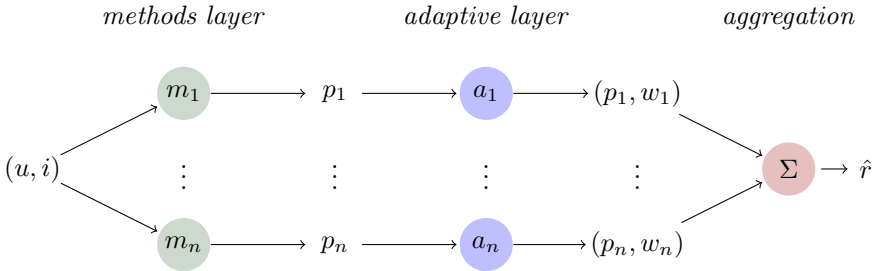 methods layer adaptive layer aggregation
m₁ p₁ a₁ (p₁, w₁)
(u, i) ⋮ ⋮ ⋮ ⋮ Σ r̂
mₙ pₙ aₙ (pₙ, wₙ)